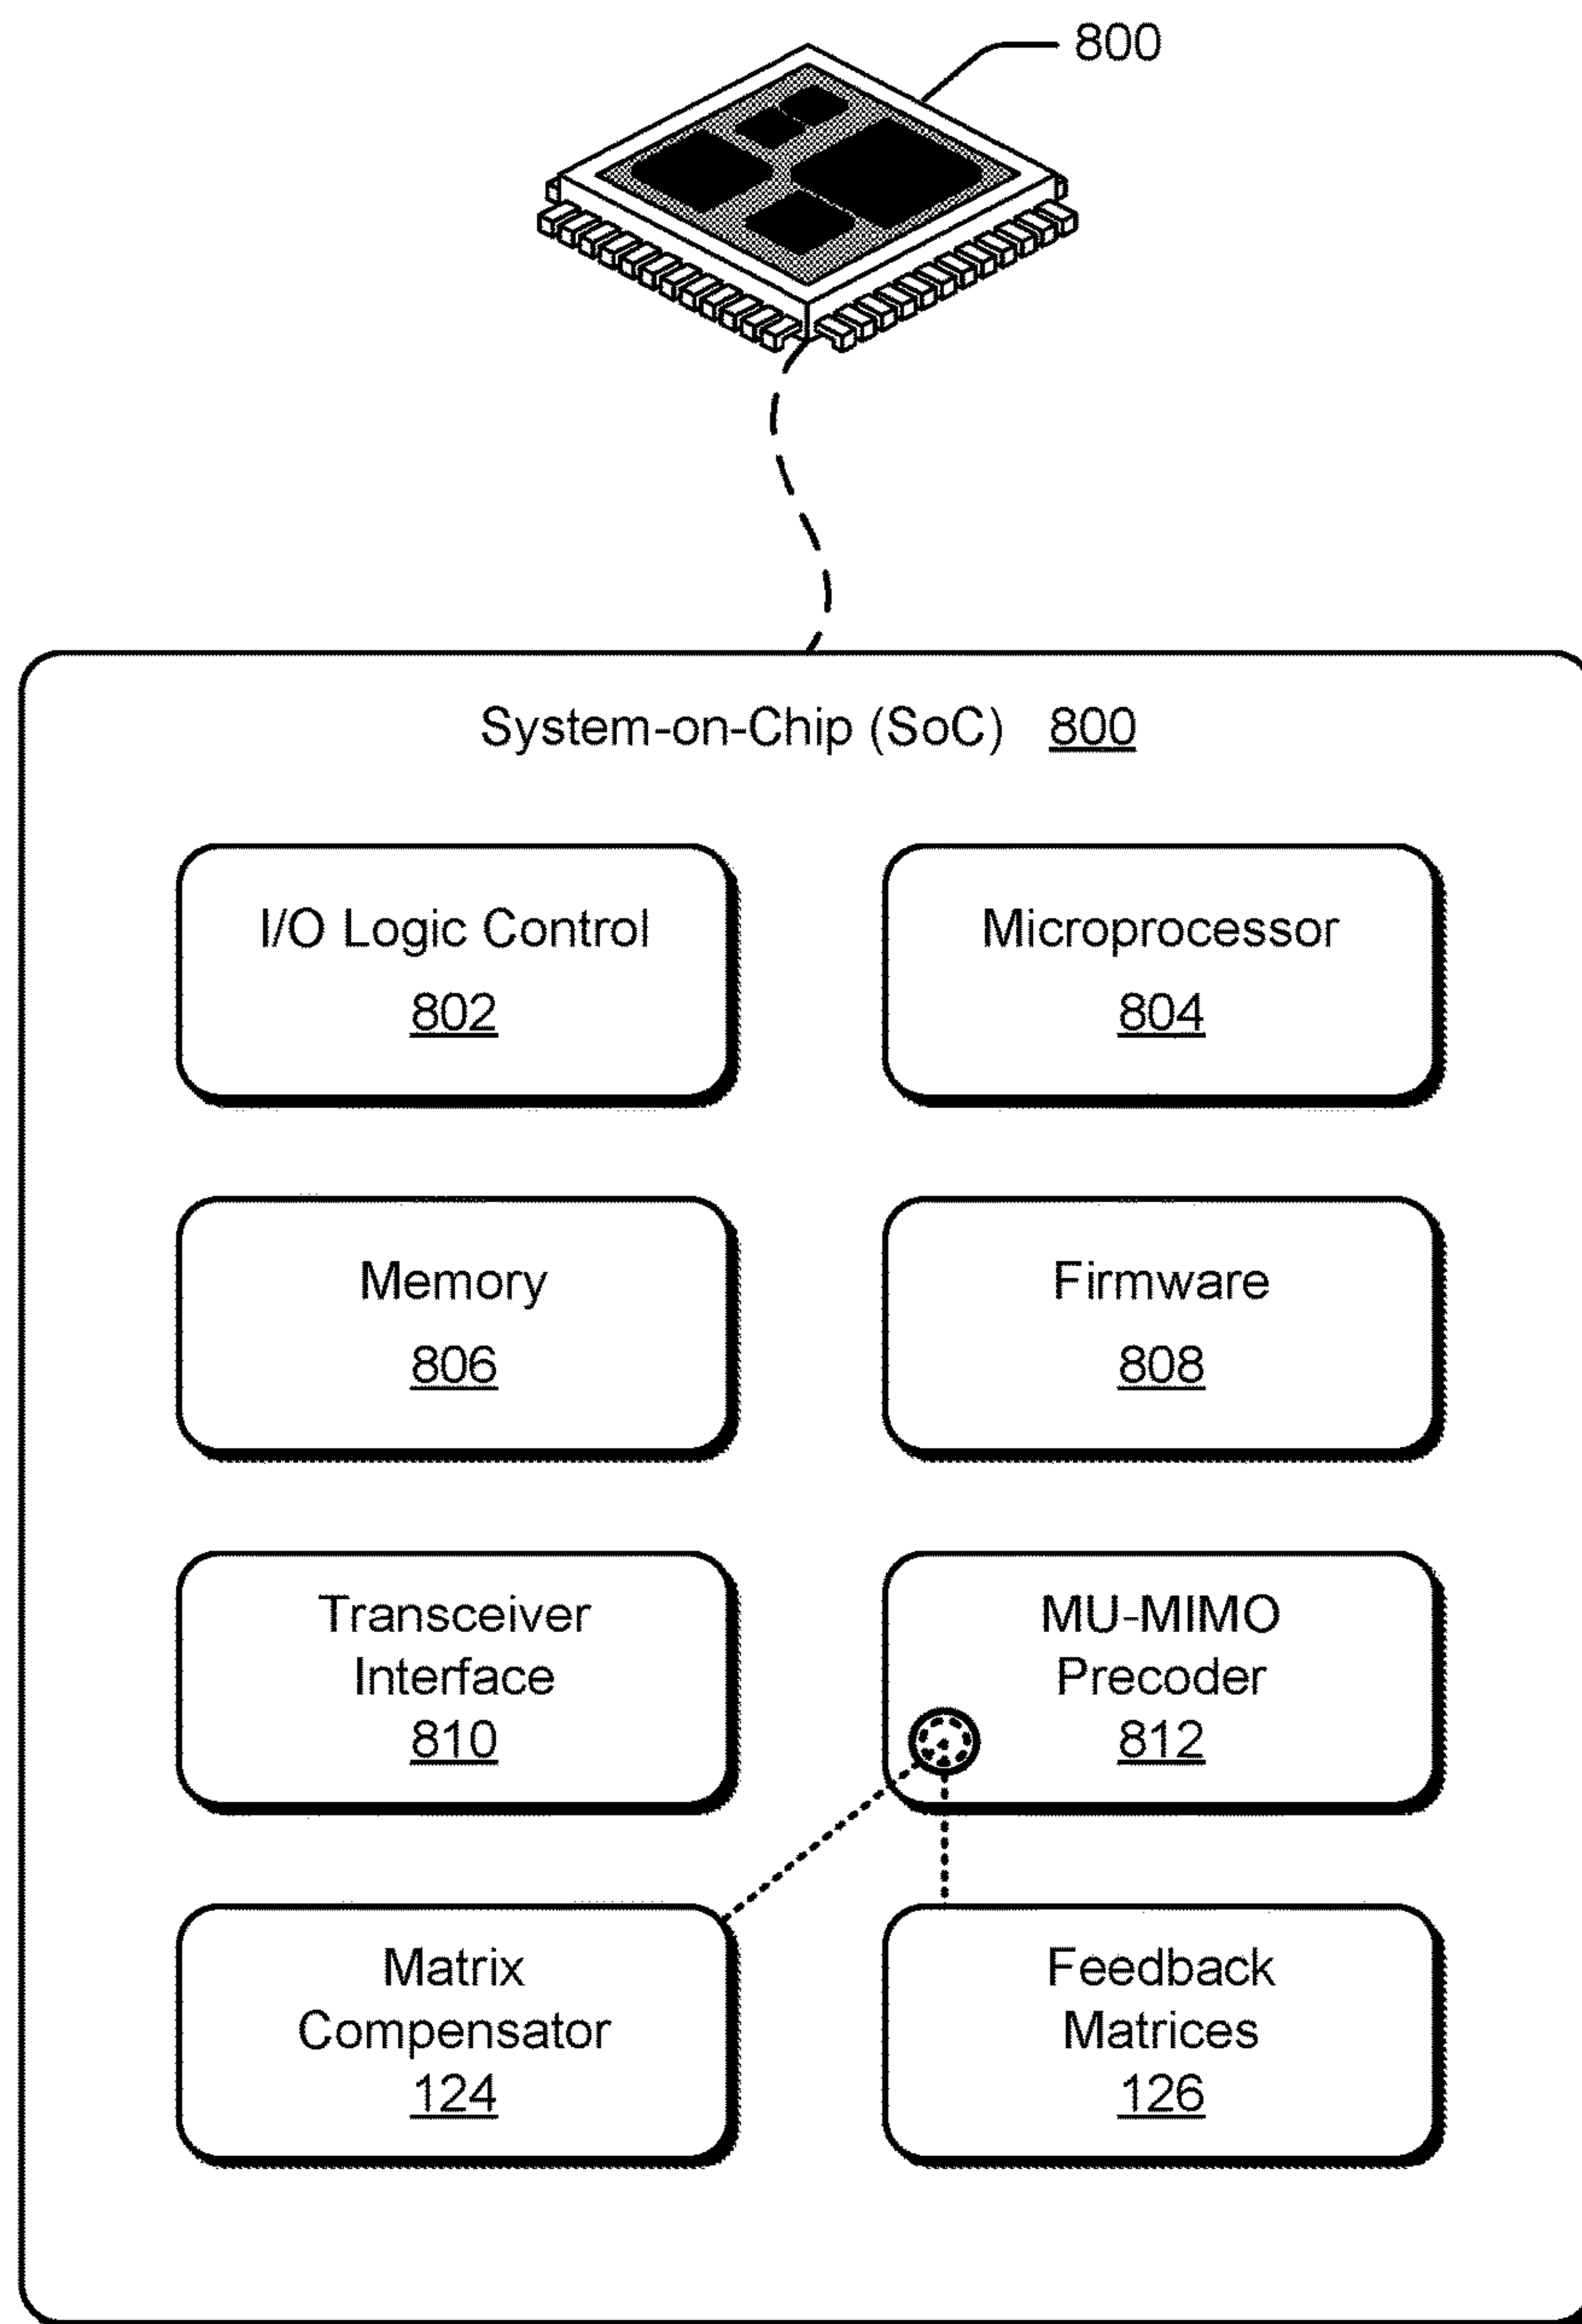 800
System-on-Chip (SoC) 800
I/O Logic Control
802
Microprocessor
804
Memory
806
Firmware
808
Transceiver
Interface
810
MU-MIMO
Precoder
812
Matrix
Compensator
124
Feedback
Matrices
126